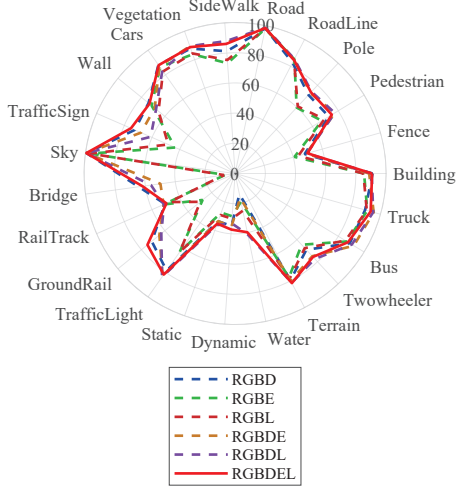 SideWalk
Road
RoadLine
Pole
Pedestrian
Fence
Building
Truck
Bus
Twowheeler
Terrain
Water
Dynamic
Static
TrafficLight
GroundRail
RailTrack
Bridge
Sky
TrafficSign
Wall
Cars
Vegetation
100
80
60
40
20
0
RGBD
RGBE
RGBL
RGBDE
RGBDL
RGBDEL